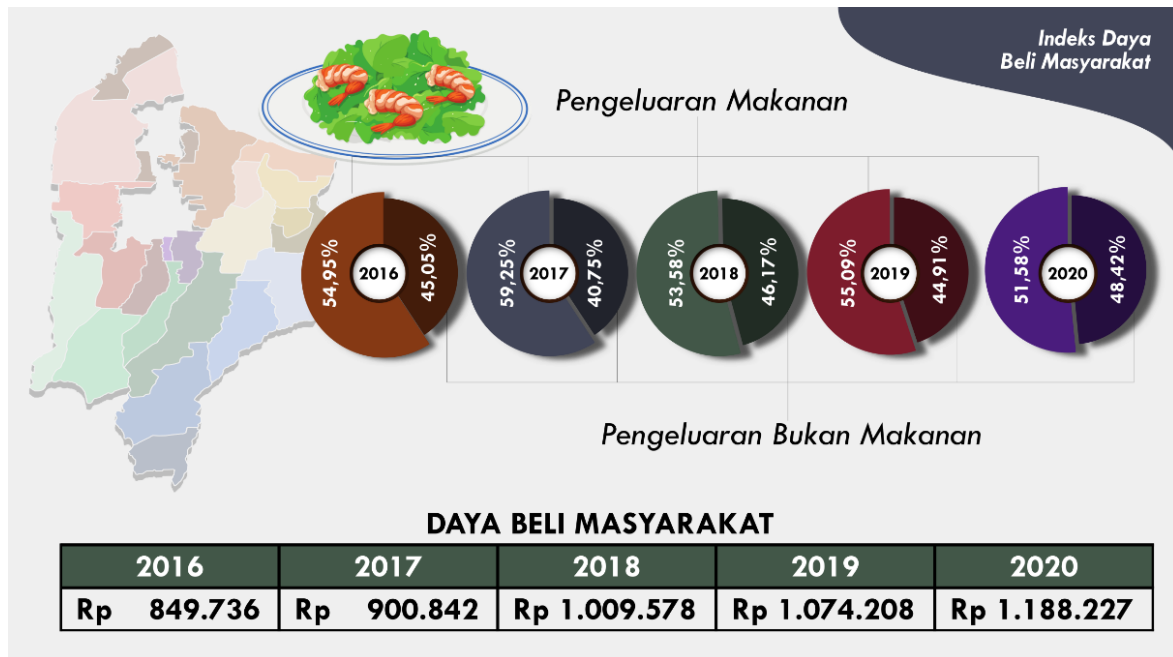 Indeks Daya
Beli Masyarakat
Pengeluaran Makanan
54,95% 2016 45,05%
59,25% 2017 40,75%
53,58% 2018 46,17%
55,09% 2019 44,91%
51,58% 2020 48,42%
Pengeluaran Bukan Makanan
DAYA BELI MASYARAKAT
2016 2017 2018 2019 2020
Rp 849.736 Rp 900.842 Rp 1.009.578 Rp 1.074.208 Rp 1.188.227